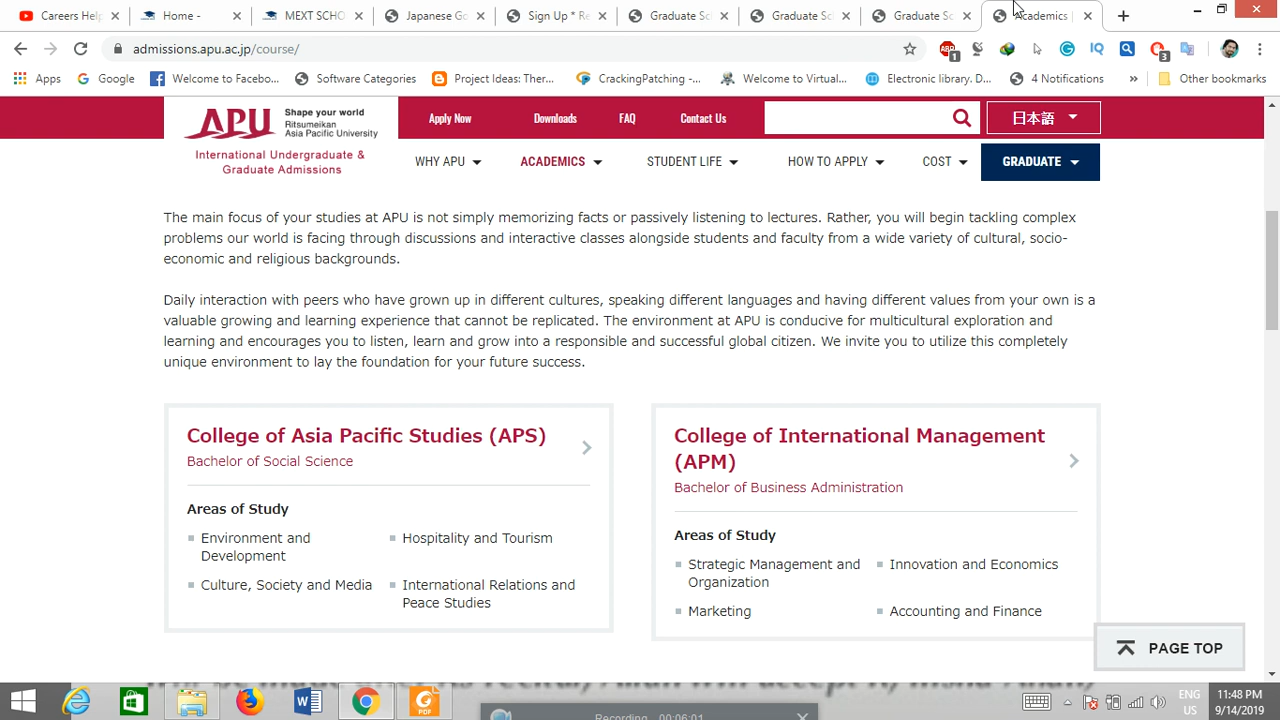 Careers Help
Home -
MEXT SCHO
Japanese Go
Sign Up * Re
Graduate Sc
Graduate Sc
Graduate Sc
Academics
admissions.apu.ac.jp/course/
ABP
1
IQ
3
Apps
Google
Welcome to Facebo...
Software Categories
Project Ideas: Ther...
CrackingPatching -...
Welcome to Virtual...
Electronic library. D...
4 Notifications
»
Other bookmarks
APU
Shape your world
Ritsumeikan
Asia Pacific University
International Undergraduate &
Graduate Admissions
Apply Now
Downloads
FAQ
Contact Us
日本語
WHY APU
ACADEMICS
STUDENT LIFE
HOW TO APPLY
COST
GRADUATE
The main focus of your studies at APU is not simply memorizing facts or passively listening to lectures. Rather, you will begin tackling complex
problems our world is facing through discussions and interactive classes alongside students and faculty from a wide variety of cultural, socio-
economic and religious backgrounds.
Daily interaction with peers who have grown up in different cultures, speaking different languages and having different values from your own is a
valuable growing and learning experience that cannot be replicated. The environment at APU is conducive for multicultural exploration and
learning and encourages you to listen, learn and grow into a responsible and successful global citizen. We invite you to utilize this completely
unique environment to lay the foundation for your future success.
College of Asia Pacific Studies (APS)
Bachelor of Social Science
Areas of Study
Environment and
Development
Hospitality and Tourism
Culture, Society and Media
International Relations and
Peace Studies
College of International Management
(APM)
Bachelor of Business Administration
Areas of Study
Strategic Management and
Organization
Innovation and Economics
Marketing
Accounting and Finance
PAGE TOP
PDF
Recording 00:06:01
ENG
US
11:48 PM
9/14/2019